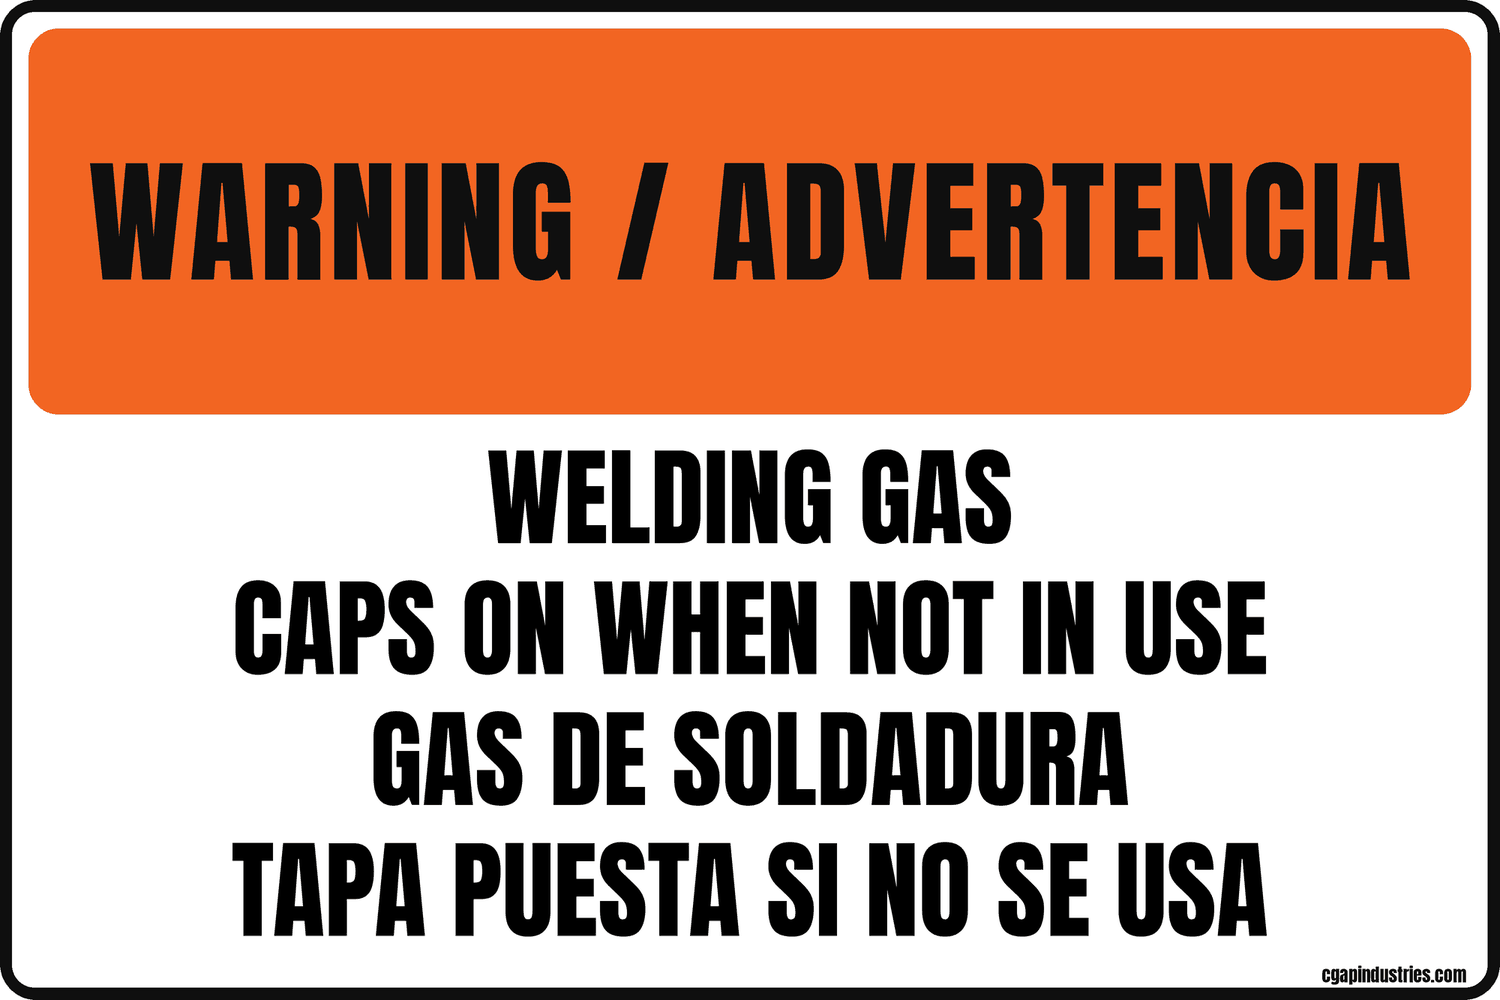 WARNING / ADVERTENCIA
WELDING GAS
CAPS ON WHEN NOT IN USE
GAS DE SOLDADURA
TAPA PUESTA SI NO SE USA
cgapindustries.com